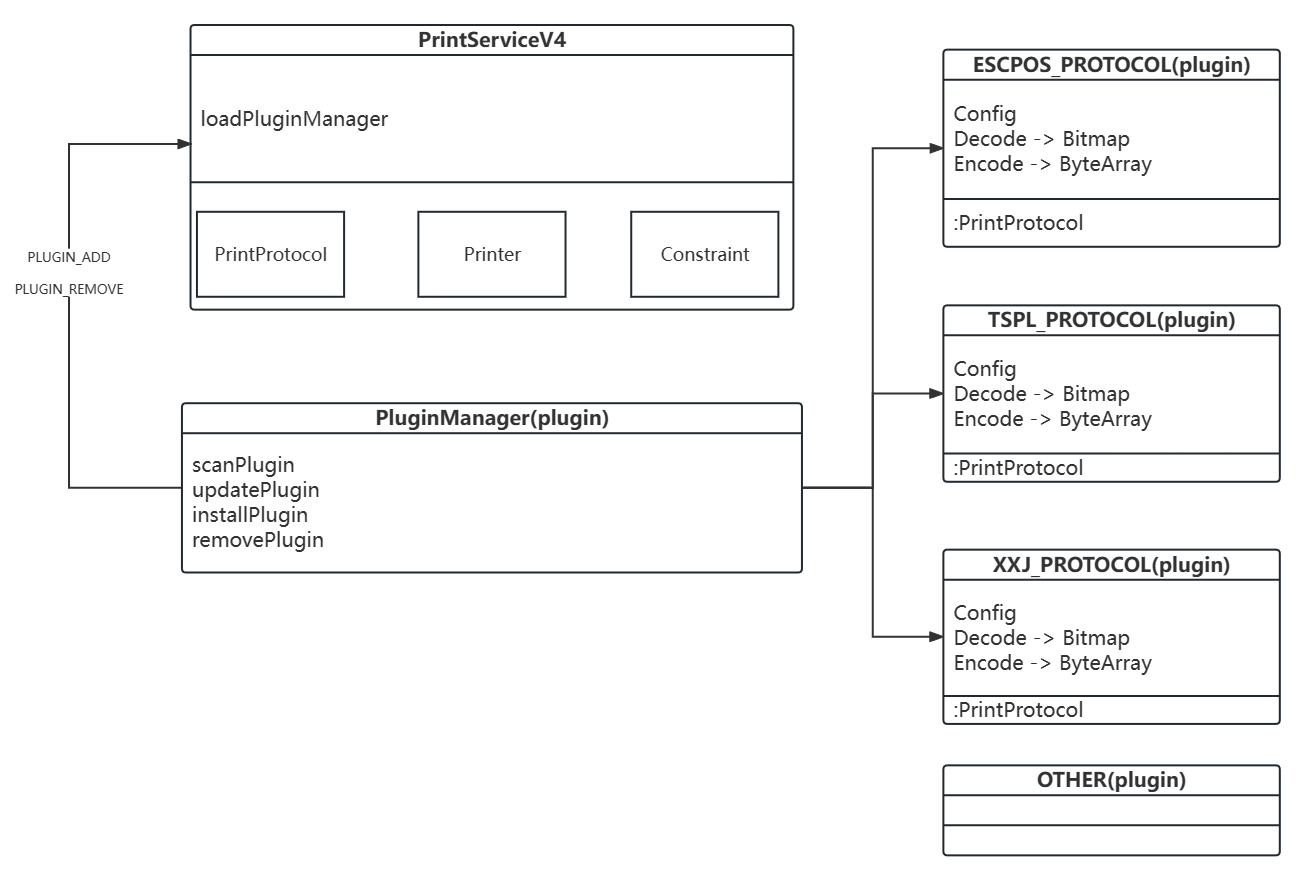 PrintServiceV4
loadPluginManager
PrintProtocol
Printer
Constraint
PLUGIN_ADD
PLUGIN_REMOVE
PluginManager(plugin)
scanPlugin
updatePlugin
installPlugin
removePlugin
ESCPOS_PROTOCOL(plugin)
Config
Decode -> Bitmap
Encode -> ByteArray
:PrintProtocol
TSPL_PROTOCOL(plugin)
Config
Decode -> Bitmap
Encode -> ByteArray
:PrintProtocol
XXJ_PROTOCOL(plugin)
Config
Decode -> Bitmap
Encode -> ByteArray
:PrintProtocol
OTHER(plugin)